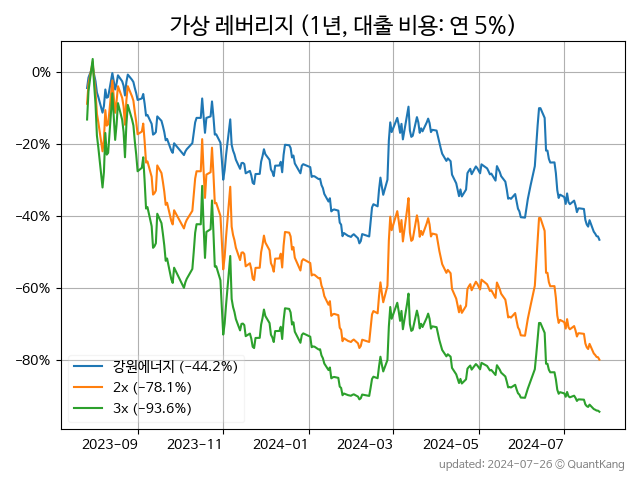 가상 레버리지 (1년, 대출 비용: 연 5%)
0%
−20%
−40%
−60%
−80%
강원에너지 (−44.2%)
2x (−78.1%)
3x (−93.6%)
2023−09 2023−11 2024−01 2024−03 2024−05 2024−07
updated: 2024-07-26 © QuantKang